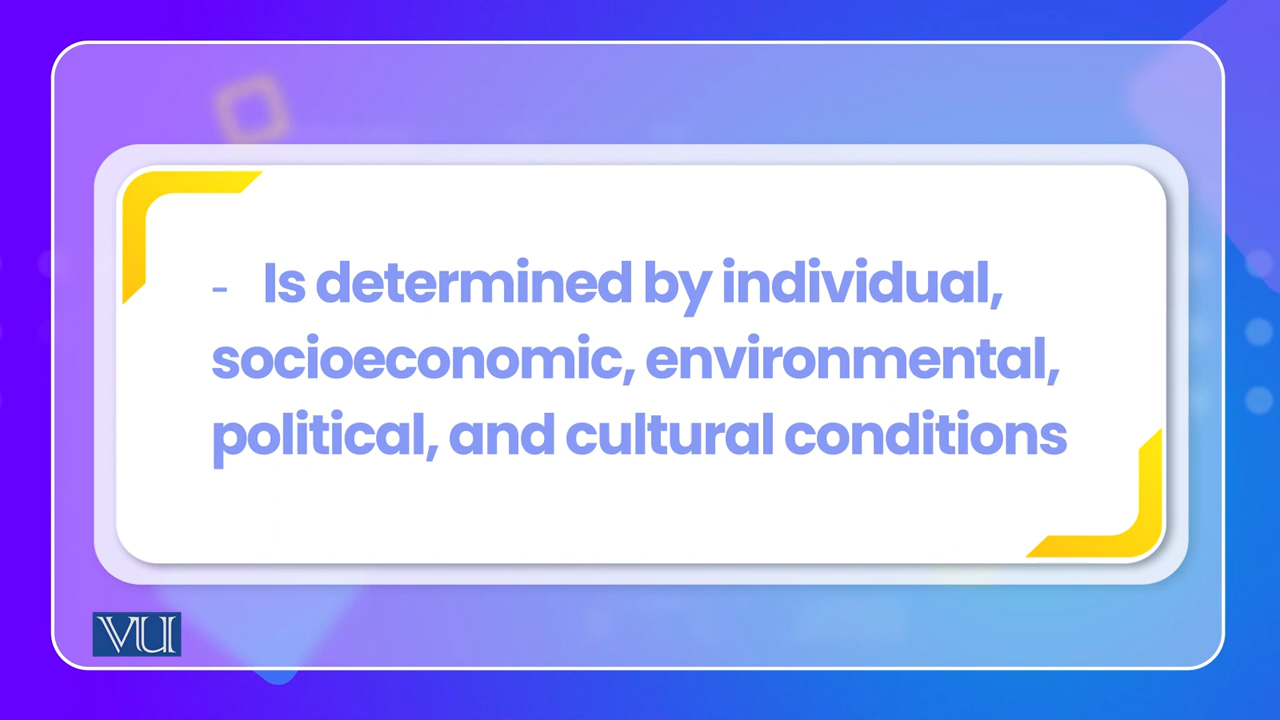 - Is determined by individual,
socioeconomic, environmental,
political, and cultural conditions
VU